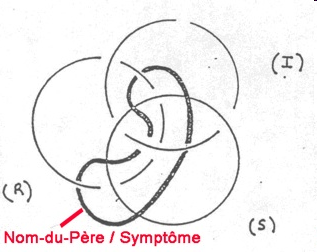 (I)
(R)
(S)
Nom-du-Père / Symptôme